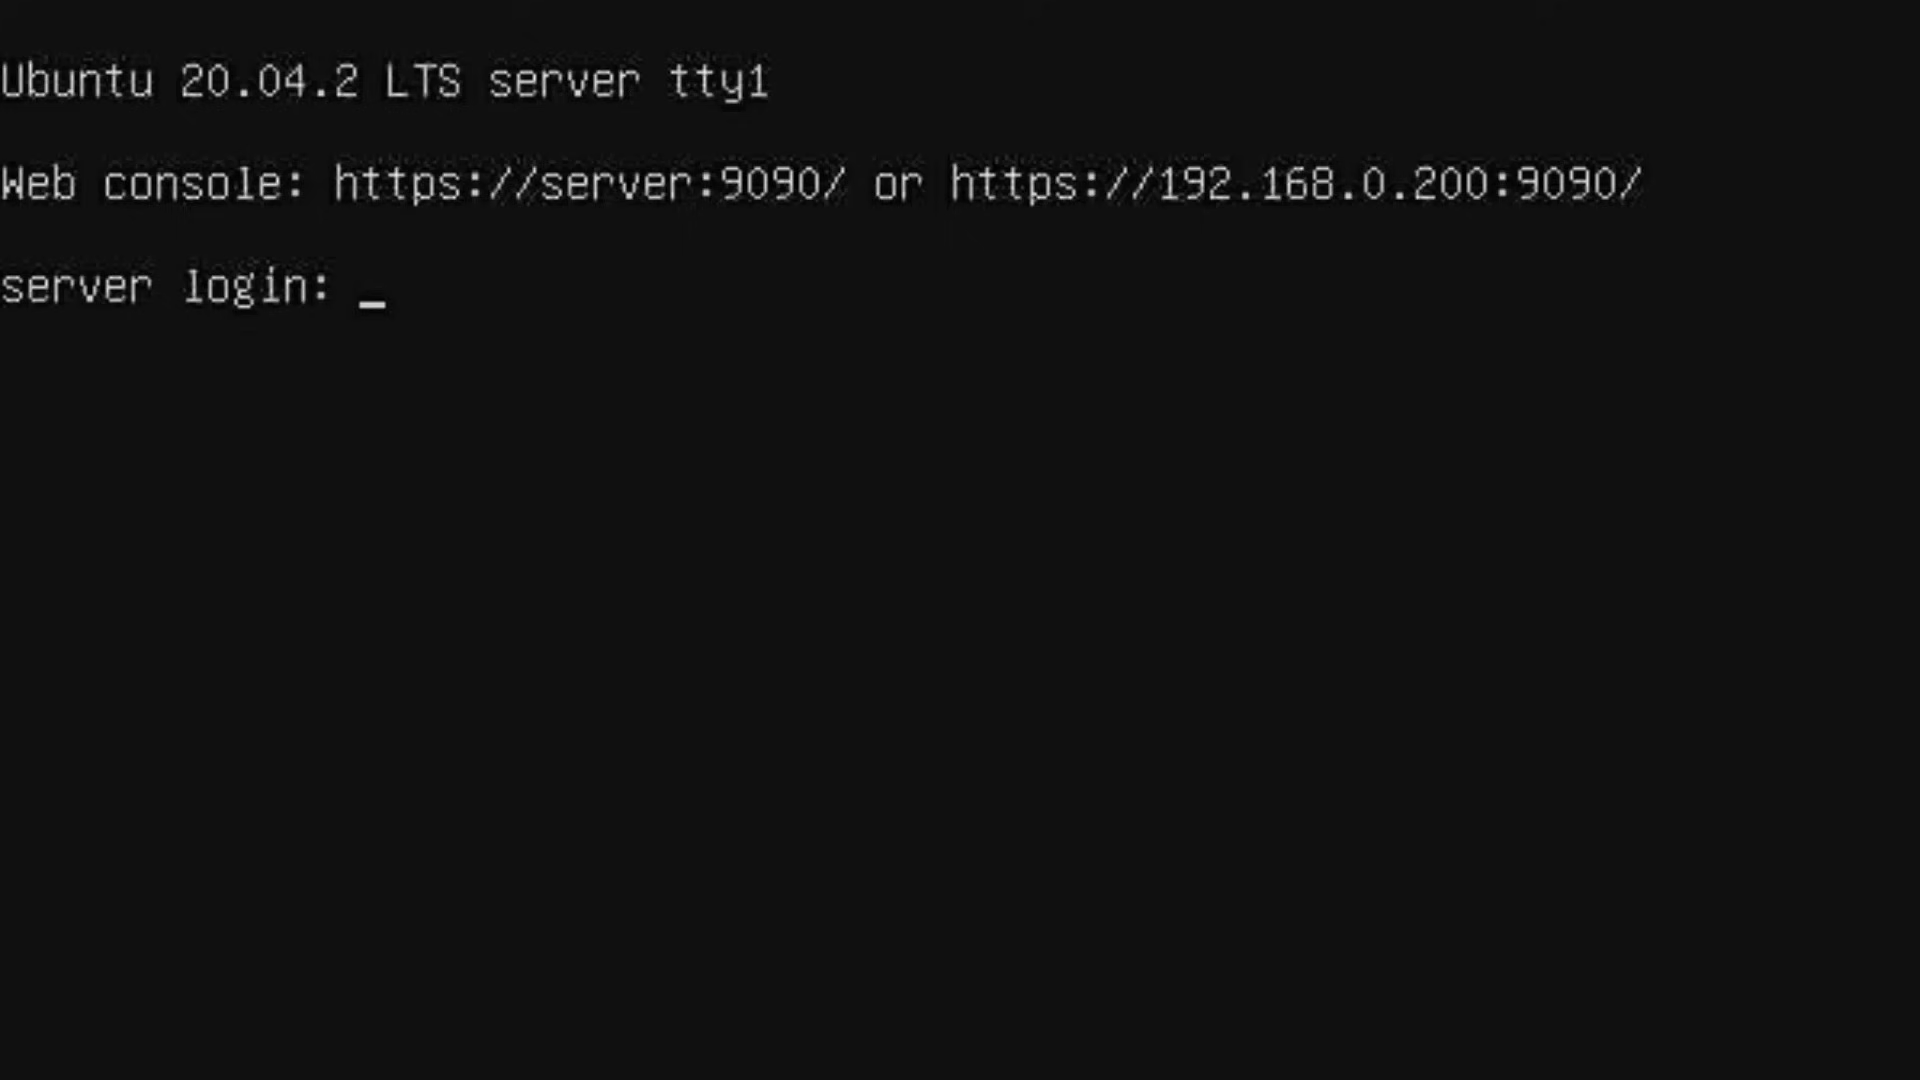 Ubuntu 20.04.2 LTS server tty1
Web console: https://server:9090/ or https://192.168.0.200:9090/
server login: _